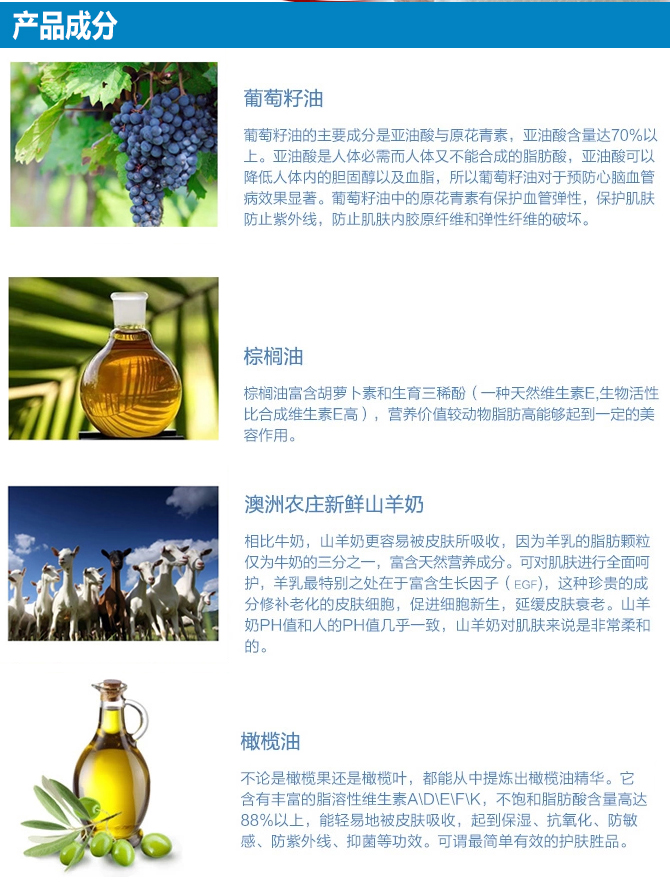 产品成分
葡萄籽油
葡萄籽油的主要成分是亚油酸与原花青素，亚油酸含量达70%以
上。亚油酸是人体必需而人体又不能合成的脂肪酸，亚油酸可以
降低人体内的胆固醇以及血脂，所以葡萄籽油对于预防心脑血管
病效果显著。葡萄籽油中的原花青素有保护血管弹性，保护肌肤
防止紫外线，防止肌肤内胶原纤维和弹性纤维的破坏。
棕榈油
棕榈油富含胡萝卜素和生育三稀酚（一种天然维生素E,生物活性
比合成维生素E高），营养价值较动物脂肪高能够起到一定的美
容作用。
澳洲农庄新鲜山羊奶
相比牛奶，山羊奶更容易被皮肤所吸收，因为羊乳的脂肪颗粒
仅为牛奶的三分之一，富含天然营养成分。可对肌肤进行全面呵
护，羊乳最特别之处在于富含生长因子（EGF)，这种珍贵的成
分修补老化的皮肤细胞，促进细胞新生，延缓皮肤衰老。山羊
奶PH值和人的PH值几乎一致，山羊奶对肌肤来说是非常柔和
的。
橄榄油
不论是橄榄果还是橄榄叶，都能从中提炼出橄榄油精华。它
含有丰富的脂溶性维生素A\D\E\F\K，不饱和脂肪酸含量高达
88%以上，能轻易地被皮肤吸收，起到保湿、抗氧化、防敏
感、防紫外线、抑菌等功效。可谓最简单有效的护肤胜品。